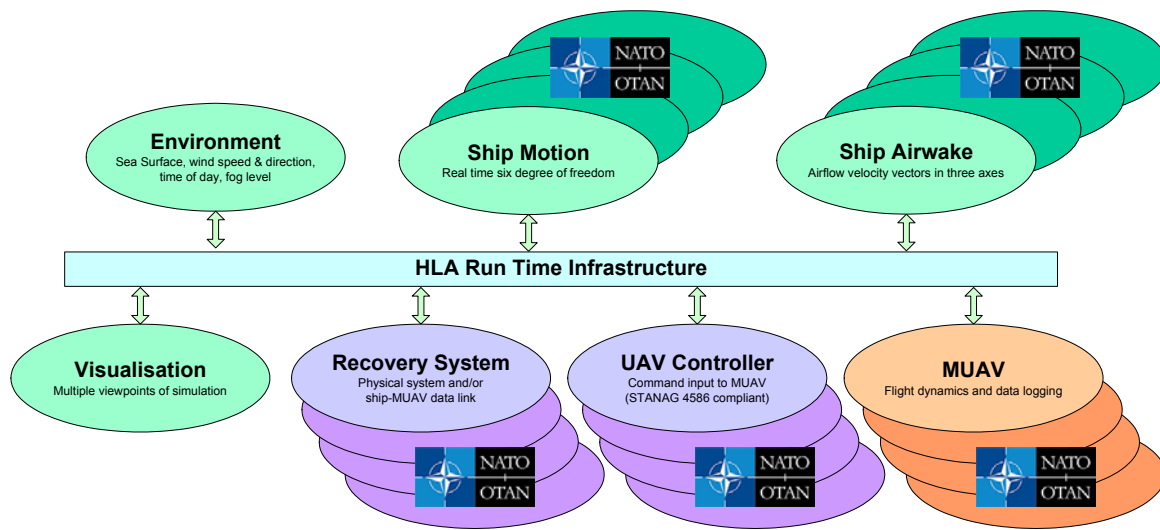 NATO
OTAN
NATO
OTAN
Environment
Sea Surface, wind speed & direction,
time of day, fog level
Ship Motion
Real time six degree of freedom
Ship Airwake
Airflow velocity vectors in three axes
HLA Run Time Infrastructure
Visualisation
Multiple viewpoints of simulation
Recovery System
Physical system and/or
ship-MUAV data link
UAV Controller
Command input to MUAV
(STANAG 4586 compliant)
MUAV
Flight dynamics and data logging
NATO
OTAN
NATO
OTAN
NATO
OTAN